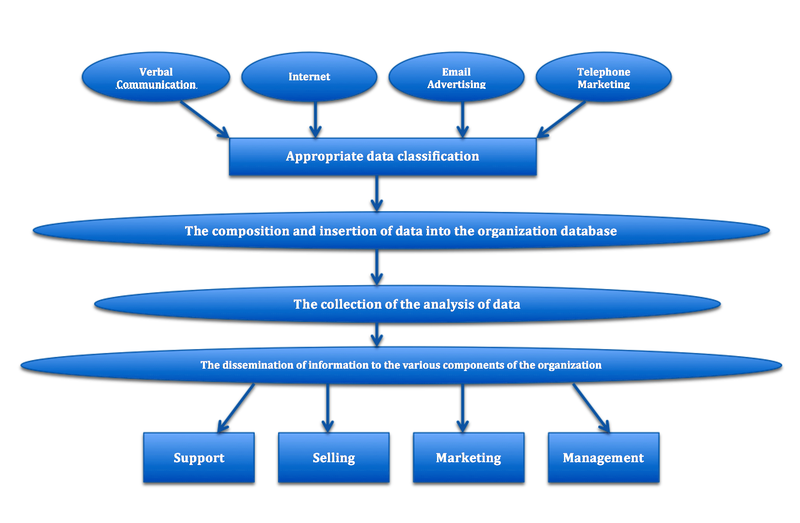 Verbal
Communication
Internet
Email
Advertising
Telephone
Marketing
Appropriate data classification
The composition and insertion of data into the organization database
The collection of the analysis of data
The dissemination of information to the various components of the organization
Support
Selling
Marketing
Management